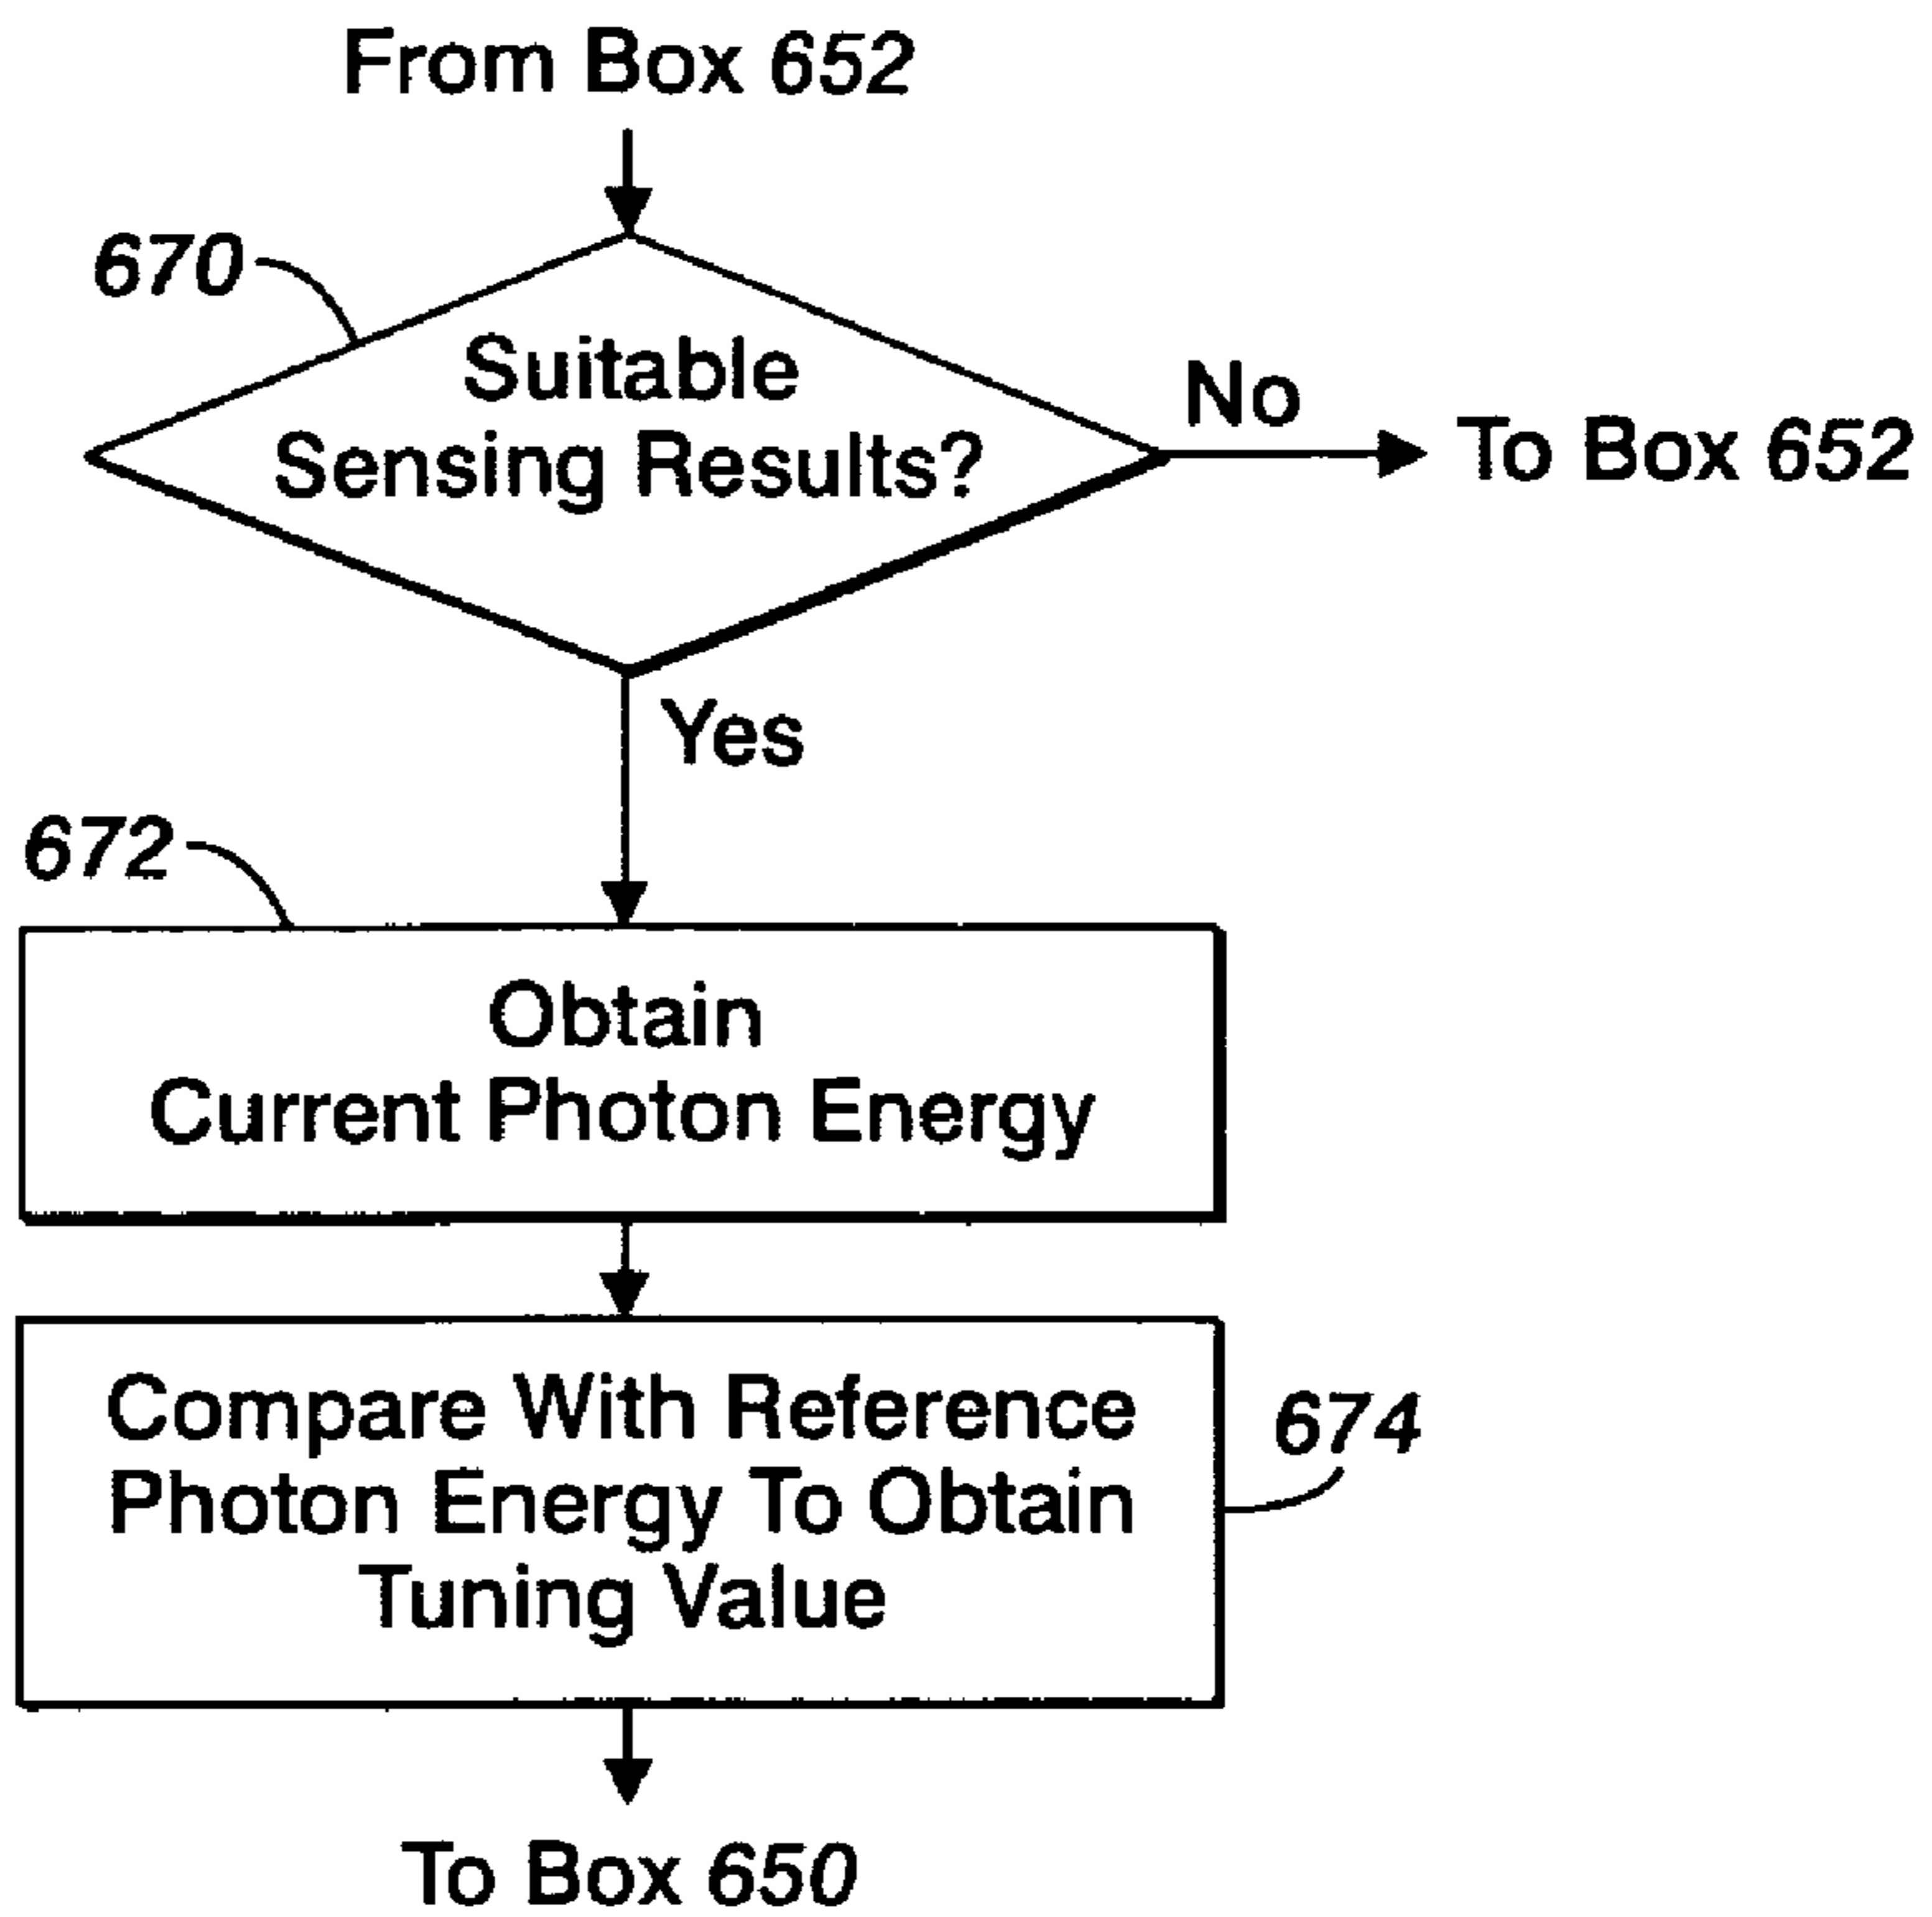 From Box 652
670
Suitable
Sensing Results?
No
To Box 652
Yes
672
Obtain
Current Photon Energy
Compare With Reference
Photon Energy To Obtain
Tuning Value
674
To Box 650